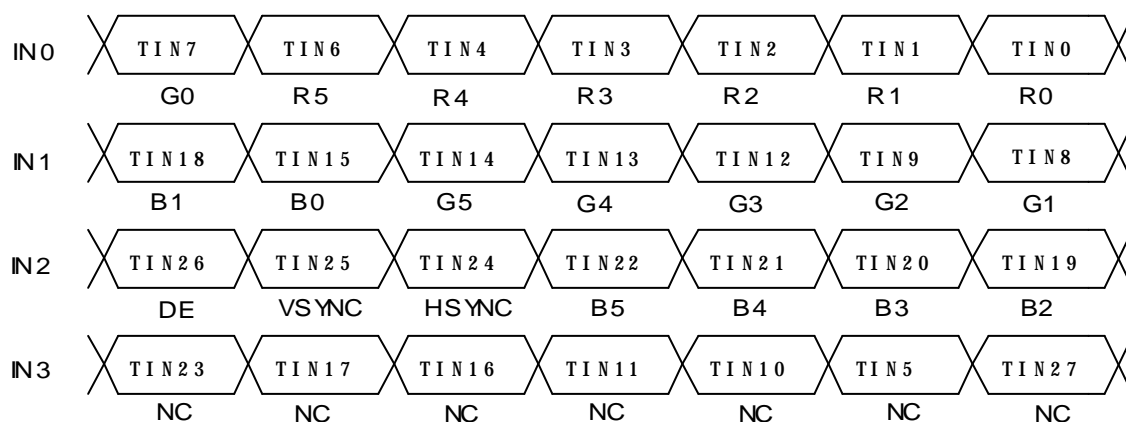 IN0 TIN7 TIN6 TIN4 TIN3 TIN2 TIN1 TIN0
G0 R5 R4 R3 R2 R1 R0
IN1 TIN18 TIN15 TIN14 TIN13 TIN12 TIN9 TIN8
B1 B0 G5 G4 G3 G2 G1
IN2 TIN26 TIN25 TIN24 TIN22 TIN21 TIN20 TIN19
DE VSYNC HSYNC B5 B4 B3 B2
IN3 TIN23 TIN17 TIN16 TIN11 TIN10 TIN5 TIN27
NC NC NC NC NC NC NC